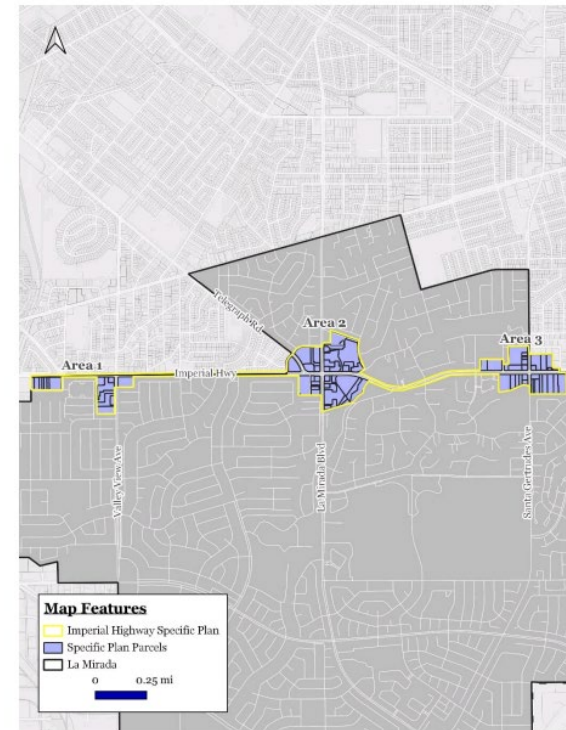 Telegraph Rd
Area 2
Area 3
Area 1
Imperial Hwy
Valley View Ave
La Mirada Blvd
Santa Gertrudes Ave
Map Features
Imperial Highway Specific Plan
Specific Plan Parcels
La Mirada
0 0.25 mi